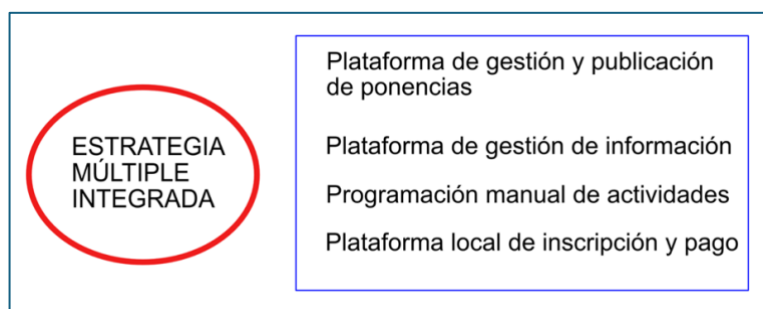 ESTRATEGIA
MÚLTIPLE
INTEGRADA
Plataforma de gestión y publicación
de ponencias
Plataforma de gestión de información
Programación manual de actividades
Plataforma local de inscripción y pago